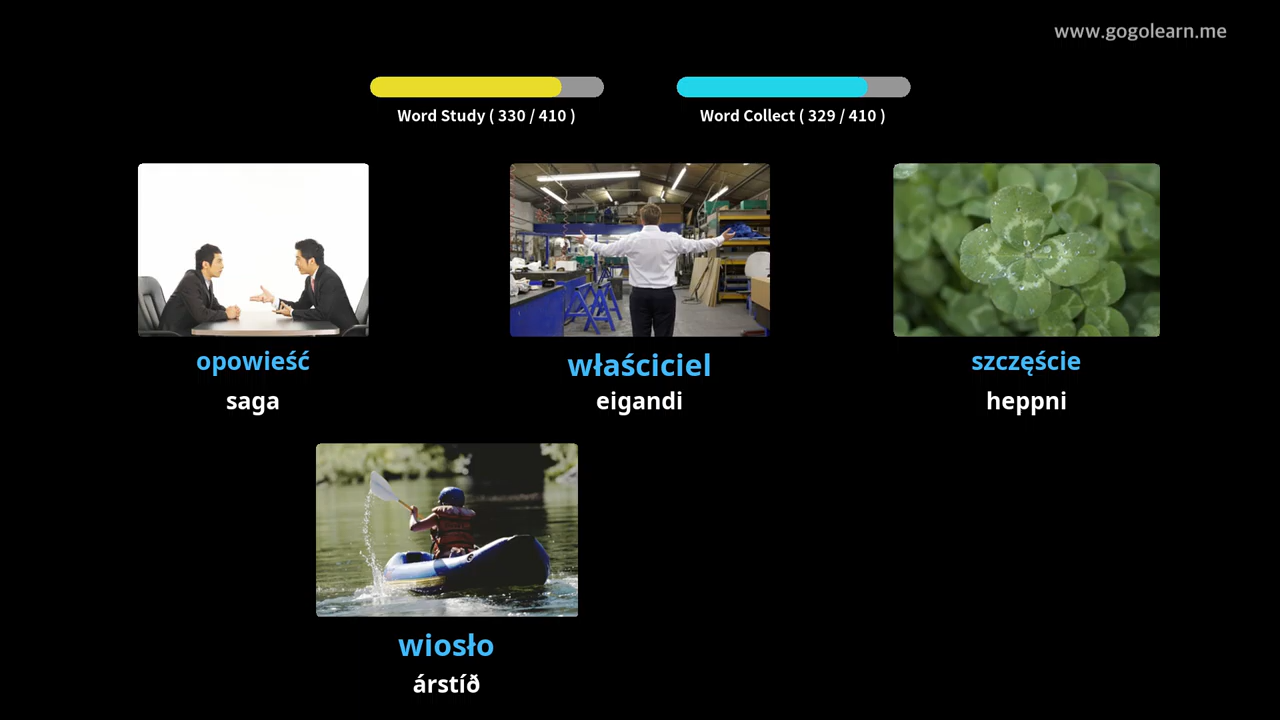 www.gogolearn.me
Word Study ( 330 / 410 )
Word Collect ( 329 / 410 )
opowieść
saga
właściciel
eigandi
szczęście
heppni
wiosło
árstíð